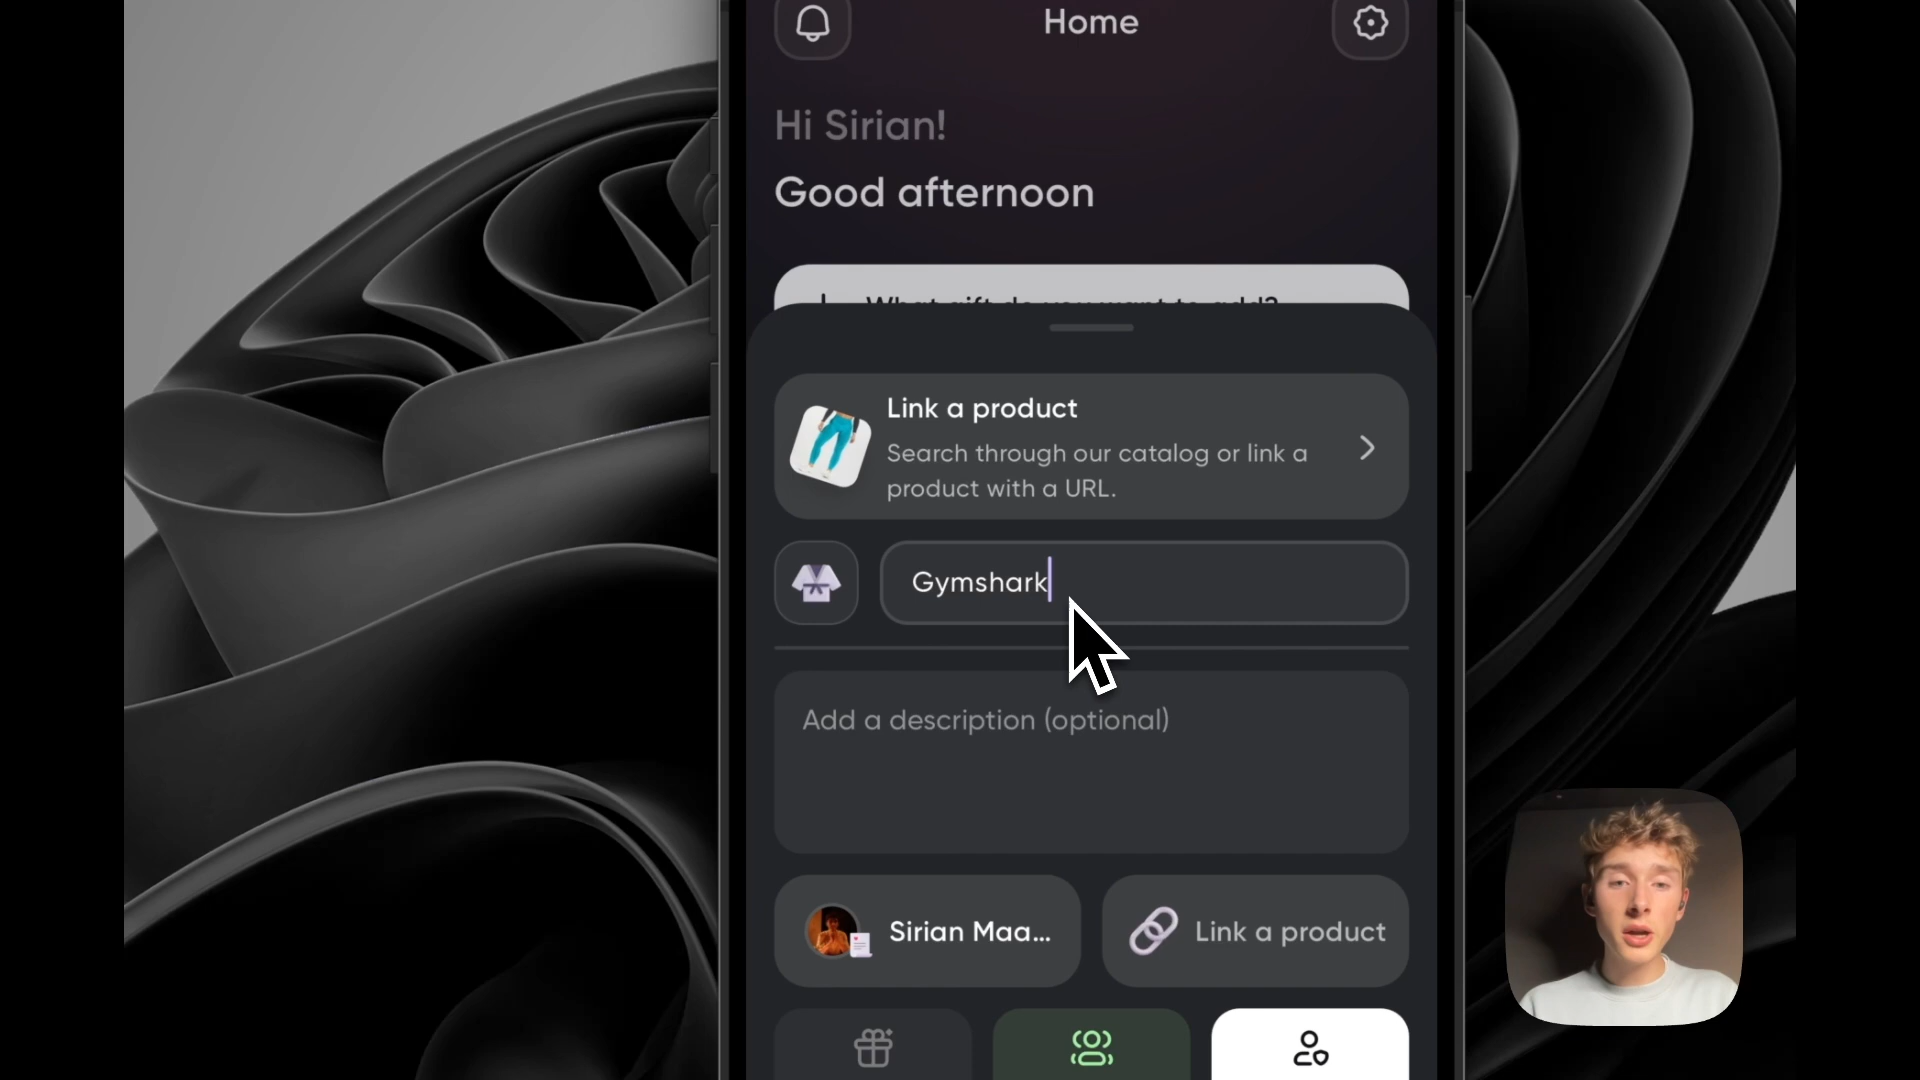 Home
Hi Sirian!
Good afternoon
What gift do you want to add?
Link a product
Search through our catalog or link a
product with a URL.
Gymshark
Add a description (optional)
Sirian Maa...
Link a product